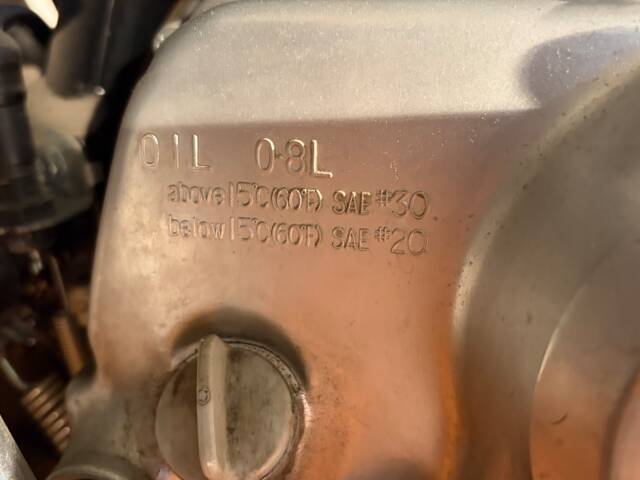 OIL 0.8L
above 15°C(60°F) SAE #30
below 15°C(60°F) SAE #20